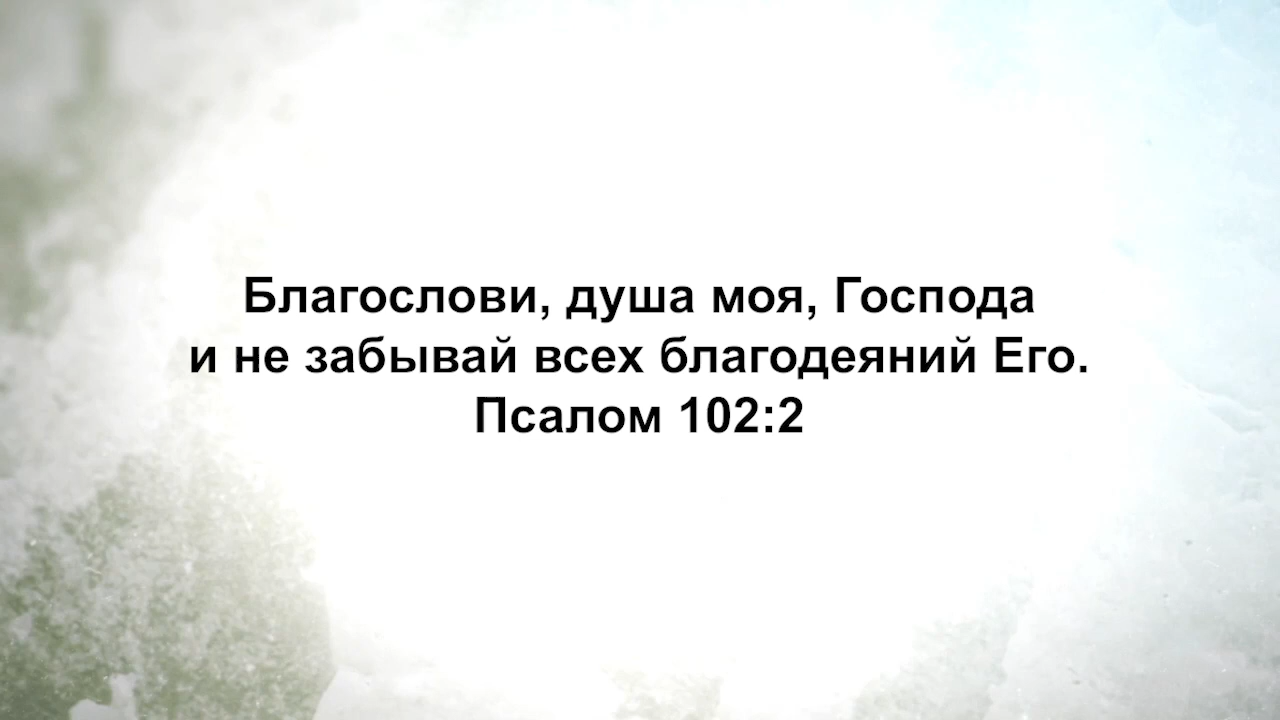 Благослови, душа моя, Господа
и не забывай всех благодеяний Его.
Псалом 102:2